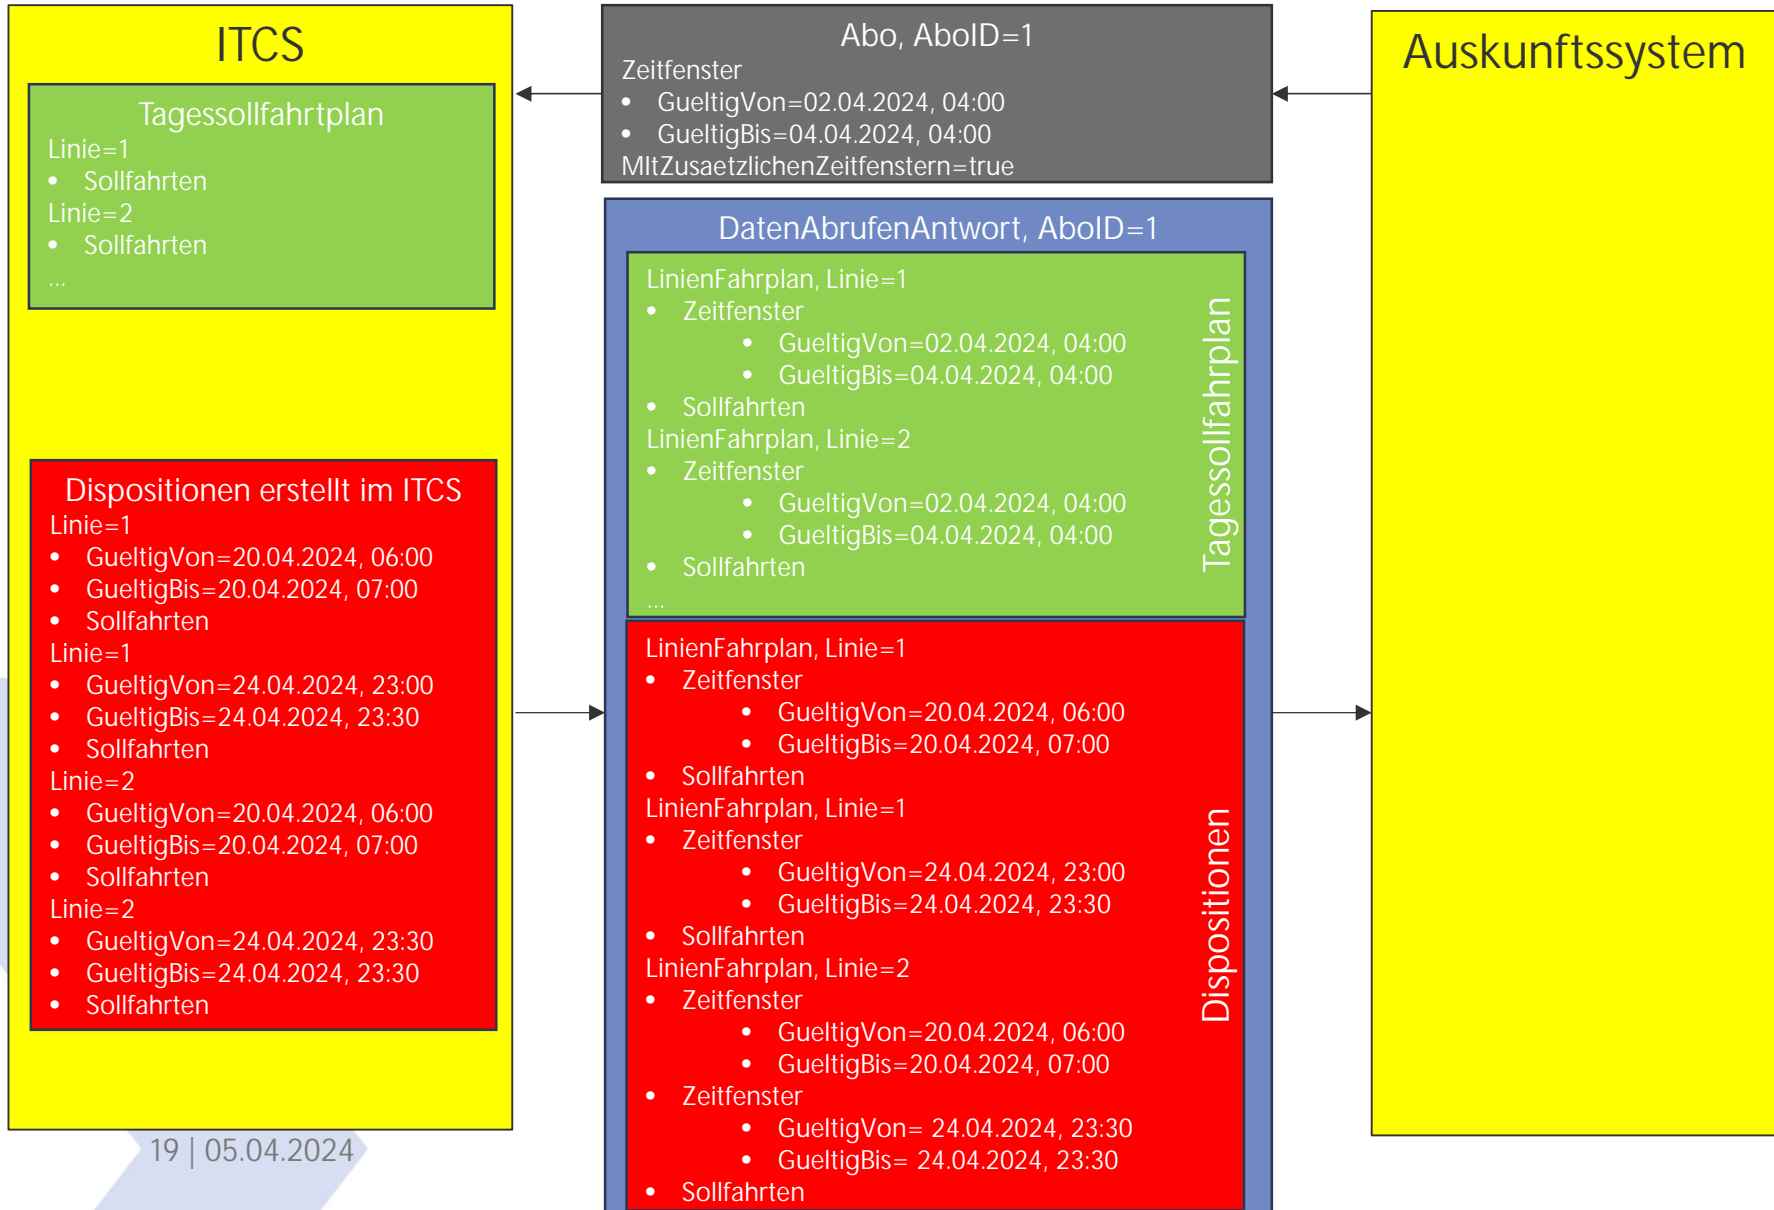 ITCS
Tagessollfahrtplan
Linie=1
• Sollfahrten
Linie=2
• Sollfahrten
...
Dispositionen erstellt im ITCS
Linie=1
• GueltigVon=20.04.2024, 06:00
• GueltigBis=20.04.2024, 07:00
• Sollfahrten
Linie=1
• GueltigVon=24.04.2024, 23:00
• GueltigBis=24.04.2024, 23:30
• Sollfahrten
Linie=2
• GueltigVon=20.04.2024, 06:00
• GueltigBis=20.04.2024, 07:00
• Sollfahrten
Linie=2
• GueltigVon=24.04.2024, 23:30
• GueltigBis=24.04.2024, 23:30
• Sollfahrten
Abo, AboID=1
Zeitfenster
• GueltigVon=02.04.2024, 04:00
• GueltigBis=04.04.2024, 04:00
MItZusaetzlichenZeitfenstern=true
DatenAbrufenAntwort, AboID=1
LinienFahrplan, Linie=1
• Zeitfenster
• GueltigVon=02.04.2024, 04:00
• GueltigBis=04.04.2024, 04:00
• Sollfahrten
LinienFahrplan, Linie=2
• Zeitfenster
• GueltigVon=02.04.2024, 04:00
• GueltigBis=04.04.2024, 04:00
• Sollfahrten
...
Tagessollfahrplan
LinienFahrplan, Linie=1
• Zeitfenster
• GueltigVon=20.04.2024, 06:00
• GueltigBis=20.04.2024, 07:00
• Sollfahrten
LinienFahrplan, Linie=1
• Zeitfenster
• GueltigVon=24.04.2024, 23:00
• GueltigBis=24.04.2024, 23:30
• Sollfahrten
LinienFahrplan, Linie=2
• Zeitfenster
• GueltigVon=20.04.2024, 06:00
• GueltigBis=20.04.2024, 07:00
• Zeitfenster
• GueltigVon= 24.04.2024, 23:30
• GueltigBis= 24.04.2024, 23:30
• Sollfahrten
Dispositionen
Auskunftssystem
19 | 05.04.2024